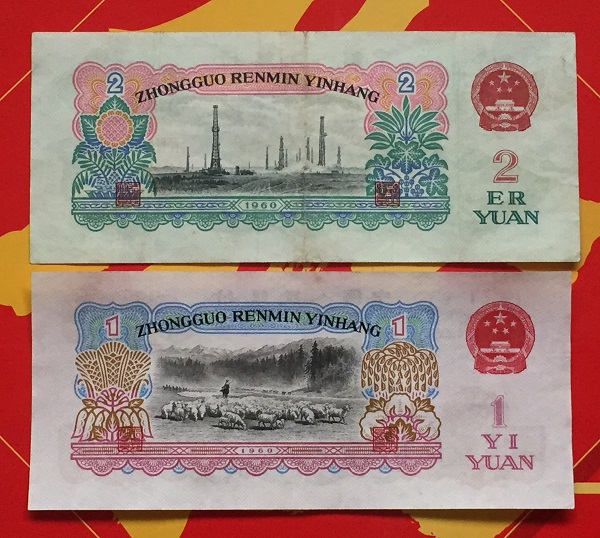 2 2
ZHONGGUO RENMIN YINHANG
1960
2
ER
YUAN
1 1
ZHONGGUO RENMIN YINHANG
1960
1
YI
YUAN